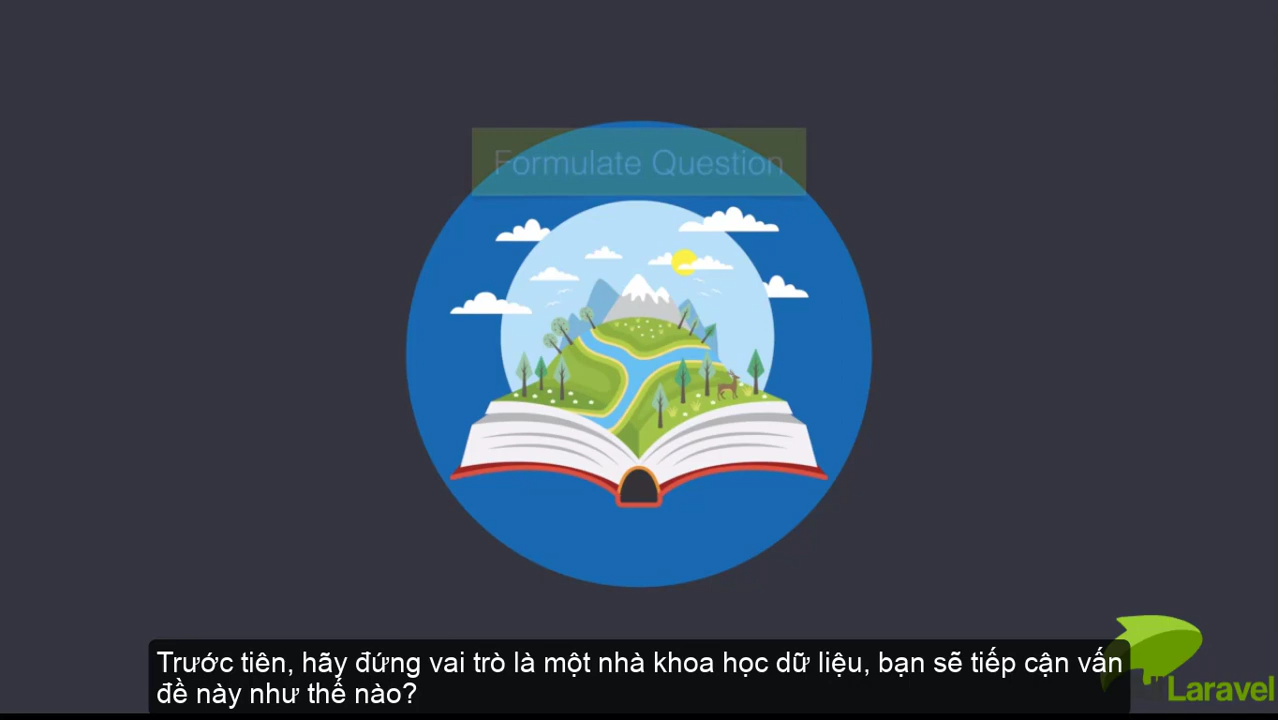 Formulate Question
Trước tiên, hãy đứng vai trò là một nhà khoa học dữ liệu, bạn sẽ tiếp cận vấn
đề này như thế nào?
Laravel